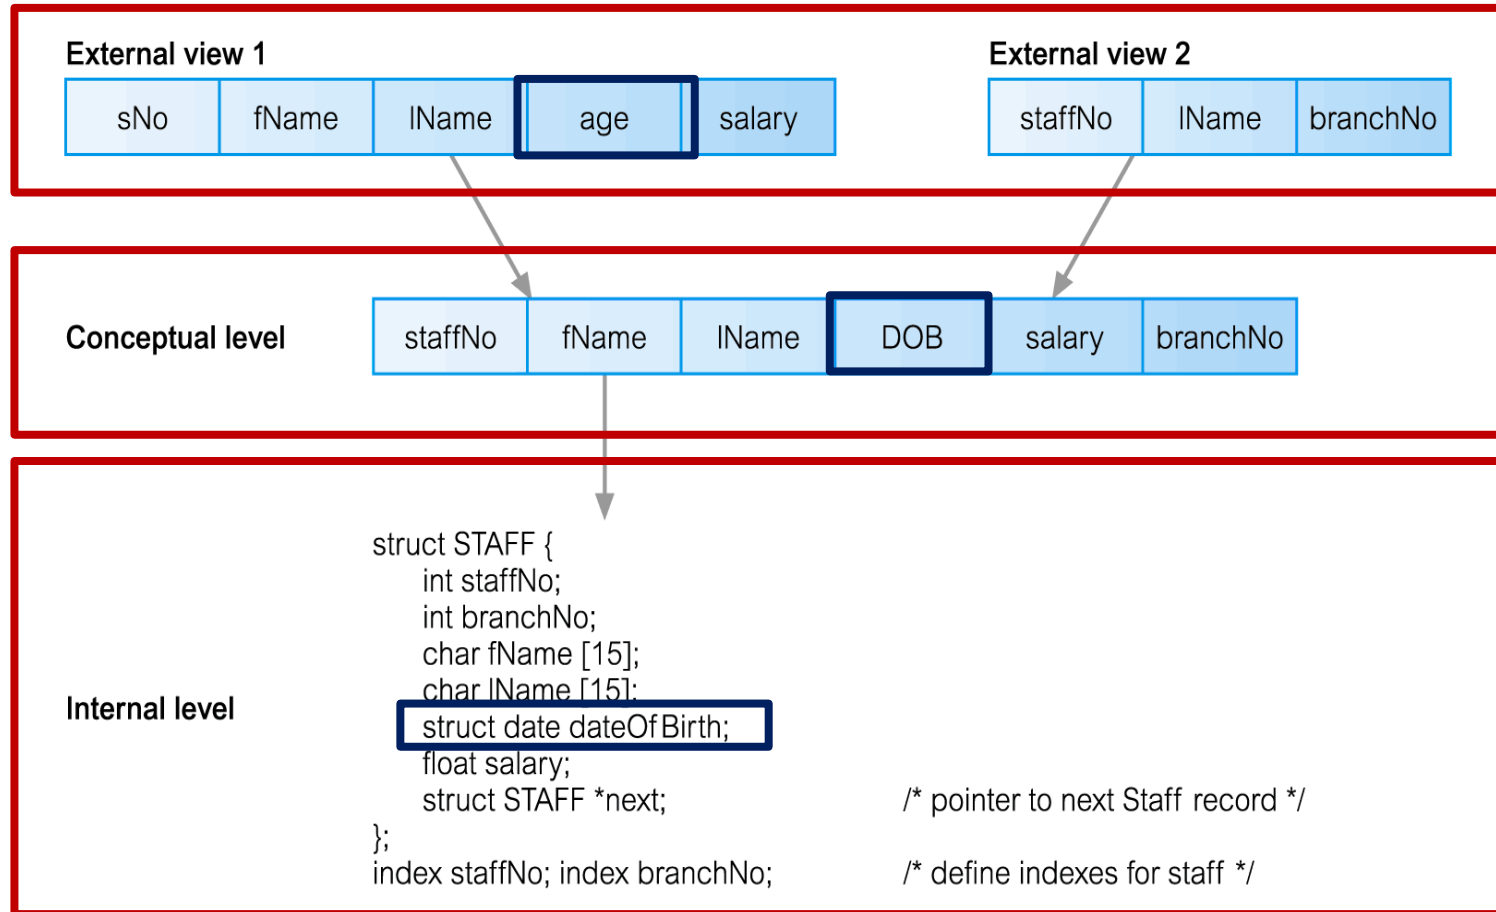 External view 1
External view 2
sNo fName lName age salary
staffNo lName branchNo
Conceptual level
staffNo fName lName DOB salary branchNo
Internal level
struct STAFF {
int staffNo;
int branchNo;
char fName [15];
char lName [15];
struct date dateOfBirth;
float salary;
struct STAFF *next; /* pointer to next Staff record */
};
index staffNo; index branchNo; /* define indexes for staff */